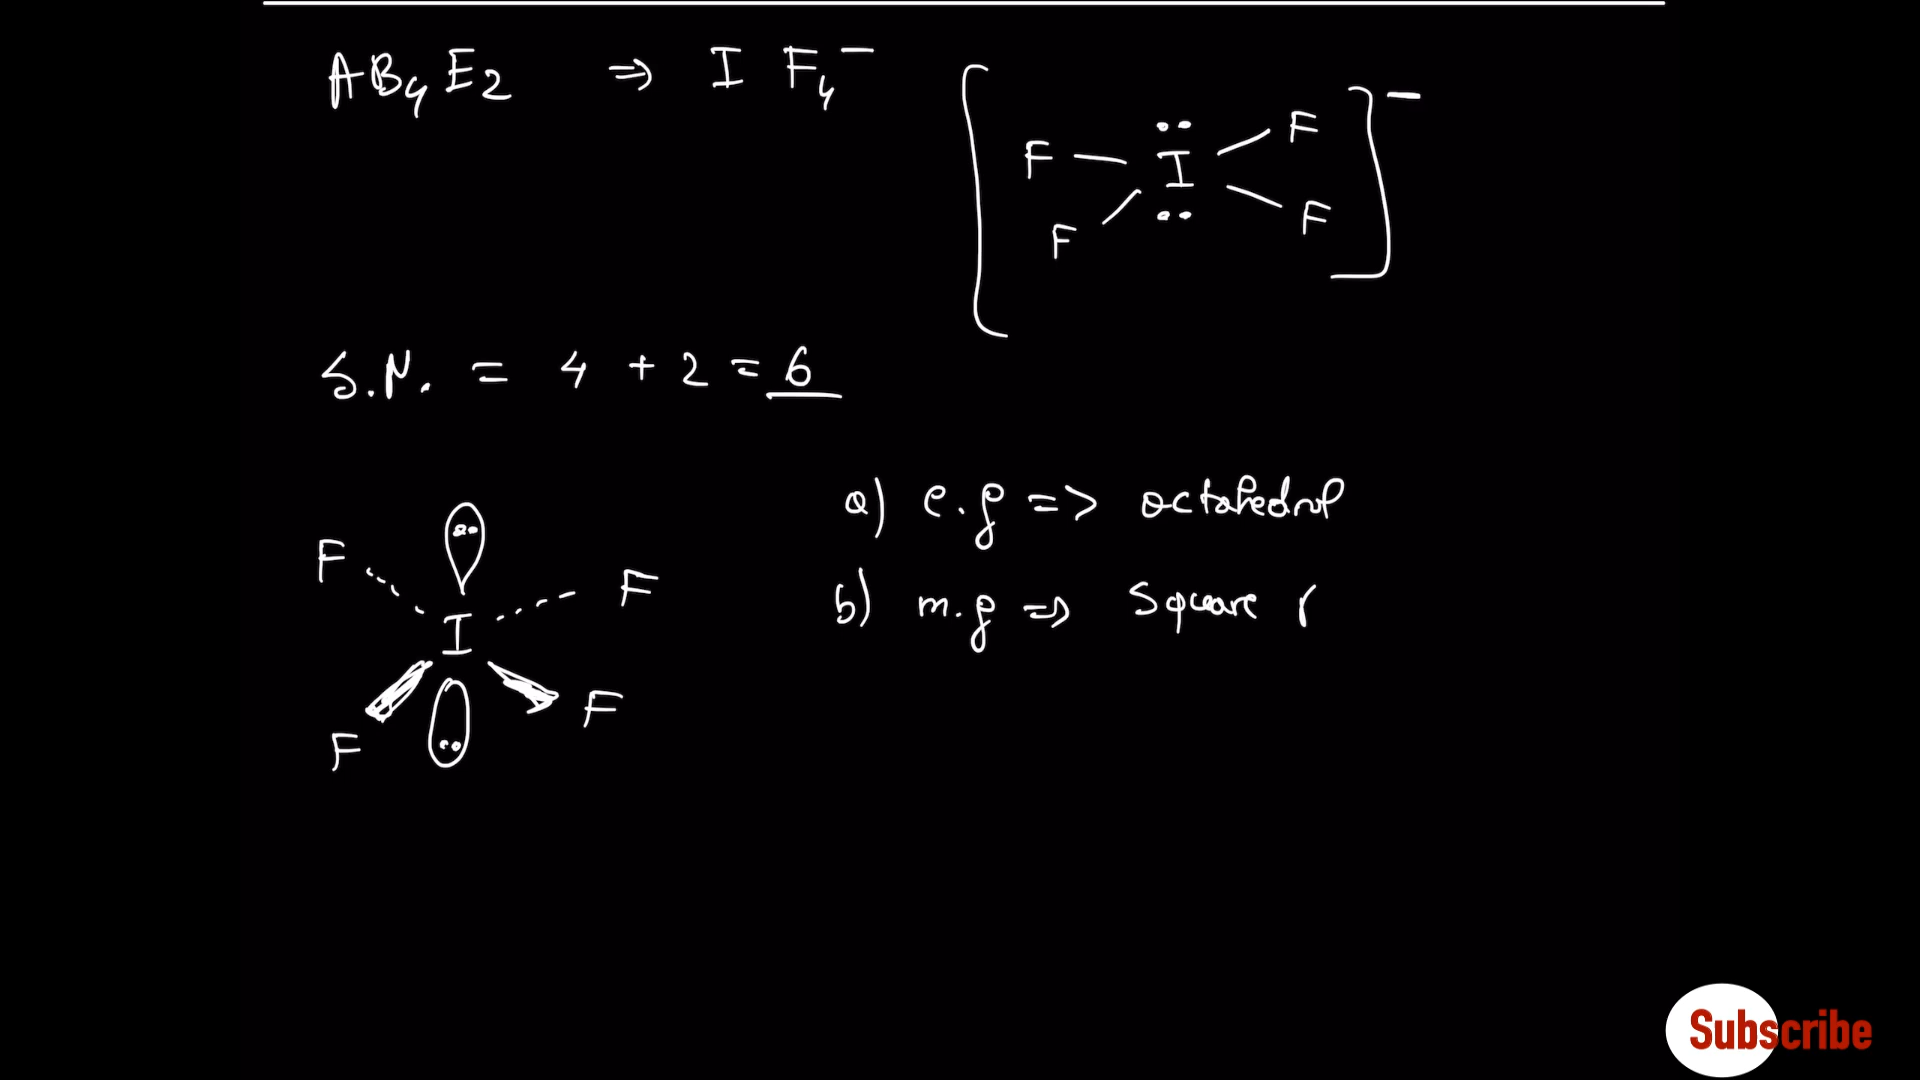 AB₄E₂ ⇒ IF₄⁻
F I F
F F
S.N. = 4 + 2 = 6
a) e.g => octahedral
b) m.g => Square p
F F
I
F F
Subscribe